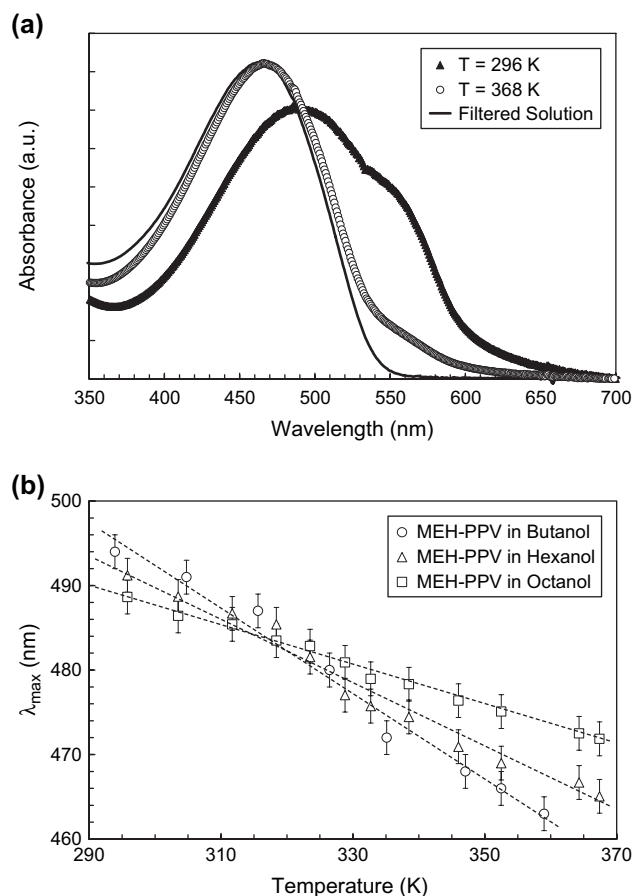 (a)
T = 296 K
T = 368 K
Filtered Solution
Absorbance (a.u.)
350 400 450 500 550 600 650 700
Wavelength (nm)
(b)
500
490
480
470
460
MEH-PPV in Butanol
MEH-PPV in Hexanol
MEH-PPV in Octanol
λmax (nm)
290 310 330 350 370
Temperature (K)